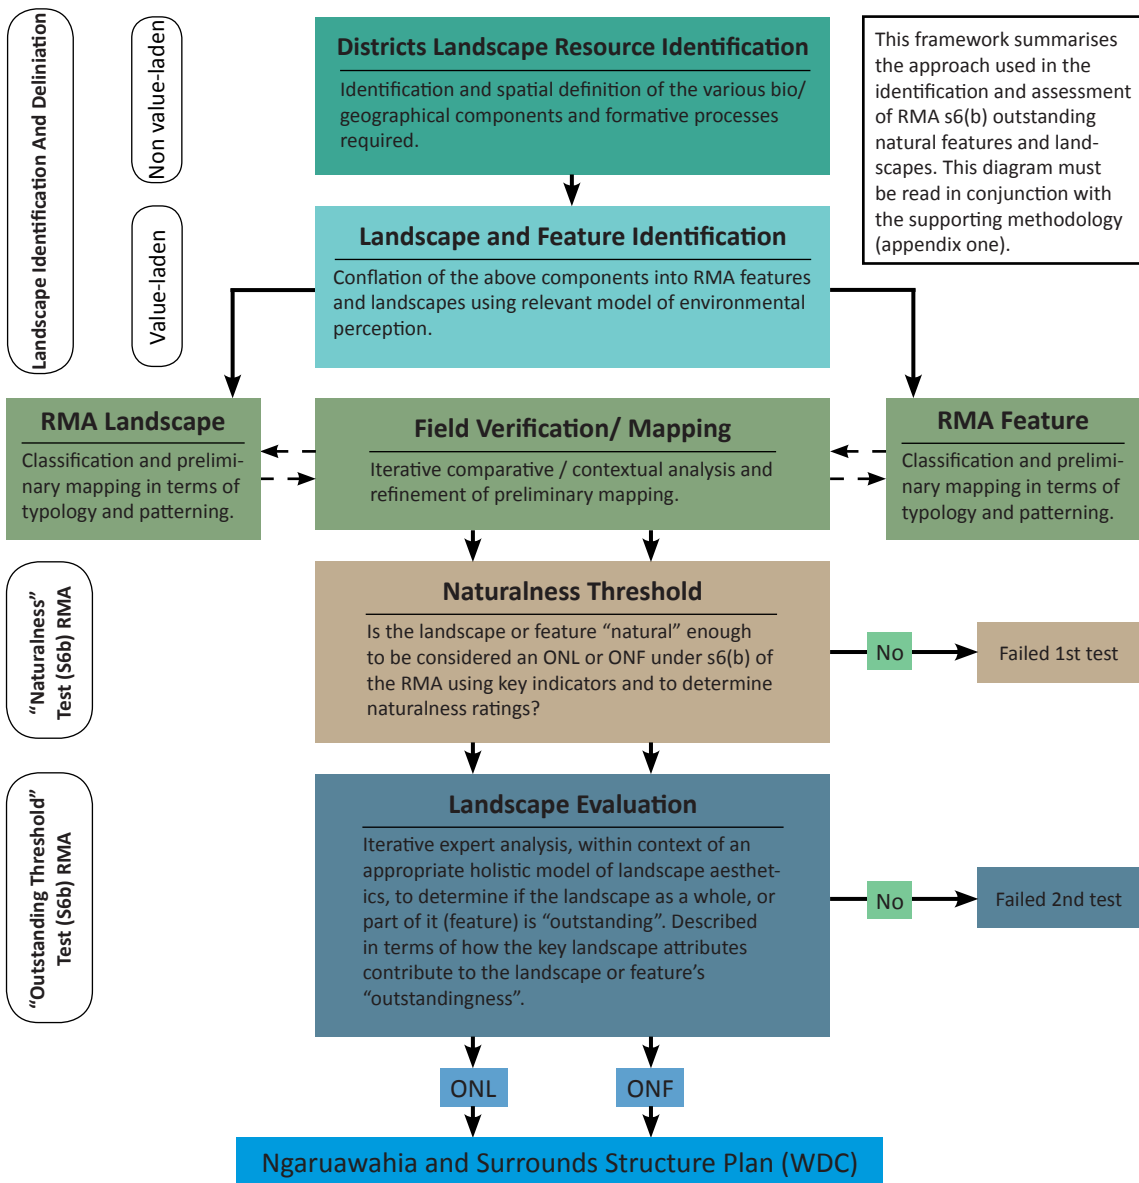 Landscape Identification And Deliniation
Non value-laden
Value-laden
Districts Landscape Resource Identification
Identification and spatial definition of the various bio/
geographical components and formative processes
required.
This framework summarises
the approach used in the
identification and assessment
of RMA s6(b) outstanding
natural features and land-
scapes. This diagram must
be read in conjunction with
the supporting methodology
(appendix one).
Landscape and Feature Identification
Conflation of the above components into RMA features
and landscapes using relevant model of environmental
perception.
RMA Landscape
Classification and prelimi-
nary mapping in terms of
typology and patterning.
Field Verification/ Mapping
Iterative comparative / contextual analysis and
refinement of preliminary mapping.
RMA Feature
Classification and prelimi-
nary mapping in terms of
typology and patterning.
“Naturalness”
Test (S6b) RMA
Naturalness Threshold
Is the landscape or feature “natural” enough
to be considered an ONL or ONF under s6(b) of
the RMA using key indicators and to determine
naturalness ratings?
No
Failed 1st test
“Outstanding Threshold”
Test (S6b) RMA
Landscape Evaluation
Iterative expert analysis, within context of an
appropriate holistic model of landscape aesthet-
ics, to determine if the landscape as a whole, or
part of it (feature) is “outstanding”. Described
in terms of how the key landscape attributes
contribute to the landscape or feature’s
“outstandingness”.
No
Failed 2nd test
ONL
ONF
Ngaruawahia and Surrounds Structure Plan (WDC)